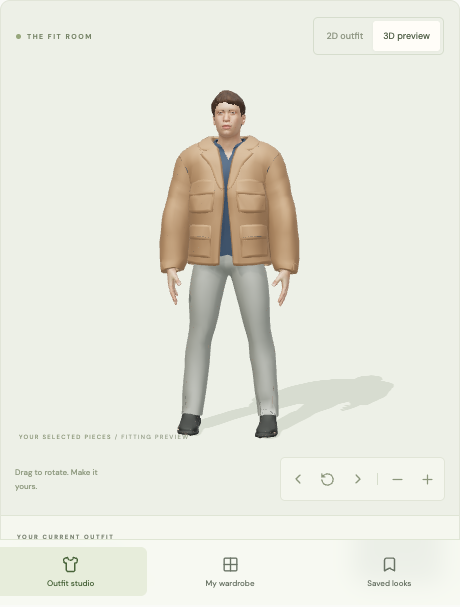 THE FIT ROOM
2D outfit
3D preview
YOUR SELECTED PIECES / FITTING PREVIEW
Drag to rotate. Make it
yours.
YOUR CURRENT OUTFIT
Outfit studio
My wardrobe
Saved looks